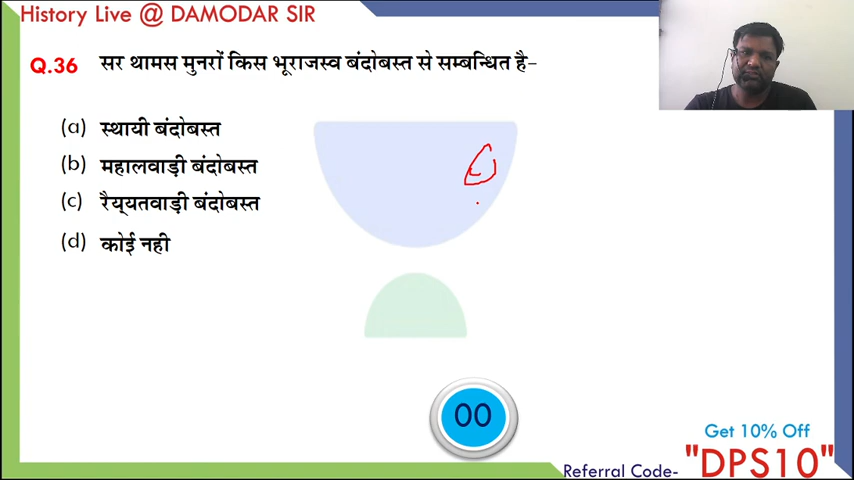 History Live @ DAMODAR SIR
Q.36 सर थामस मुनरों किस भूराजस्व बंदोबस्त से सम्बन्धित है-
(a) स्थायी बंदोबस्त
(b) महालवाड़ी बंदोबस्त
(c) रैय्यतवाड़ी बंदोबस्त
(d) कोई नही
00
Get 10% Off
Referral Code- "DPS10"